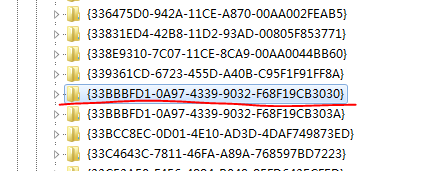 {336475D0-942A-11CE-A870-00AA002FEAB5}
{33831ED4-42B8-11D2-93AD-00805F853771}
{338E9310-7C07-11CE-8CA9-00AA0044BB60}
{339361CD-6723-455D-A40B-C95F1F91FF8A}
{33BBBFD1-0A97-4339-9032-F68F19CB3030}
{33BBBFD1-0A97-4339-9032-F68F19CB303A}
{33BCC8EC-0D01-4E10-AD3D-4DAF749873ED}
{33C4643C-7811-46FA-A89A-768597BD7223}